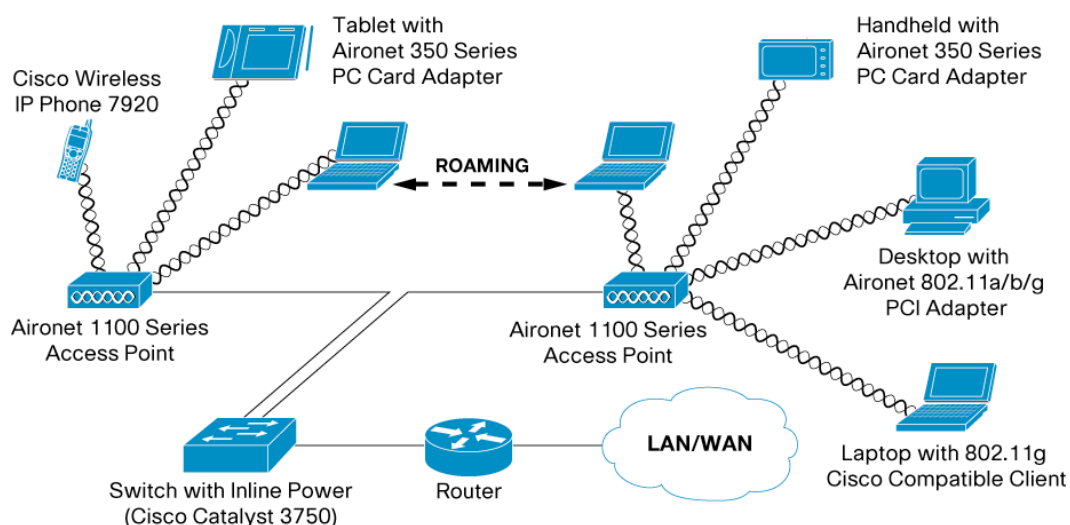 Tablet with
Aironet 350 Series
PC Card Adapter
Handheld with
Aironet 350 Series
PC Card Adapter
Cisco Wireless
IP Phone 7920
ROAMING
Desktop with
Aironet 802.11a/b/g
PCI Adapter
Aironet 1100 Series
Access Point
Aironet 1100 Series
Access Point
LAN/WAN
Laptop with 802.11g
Cisco Compatible Client
Switch with Inline Power
(Cisco Catalyst 3750)
Router